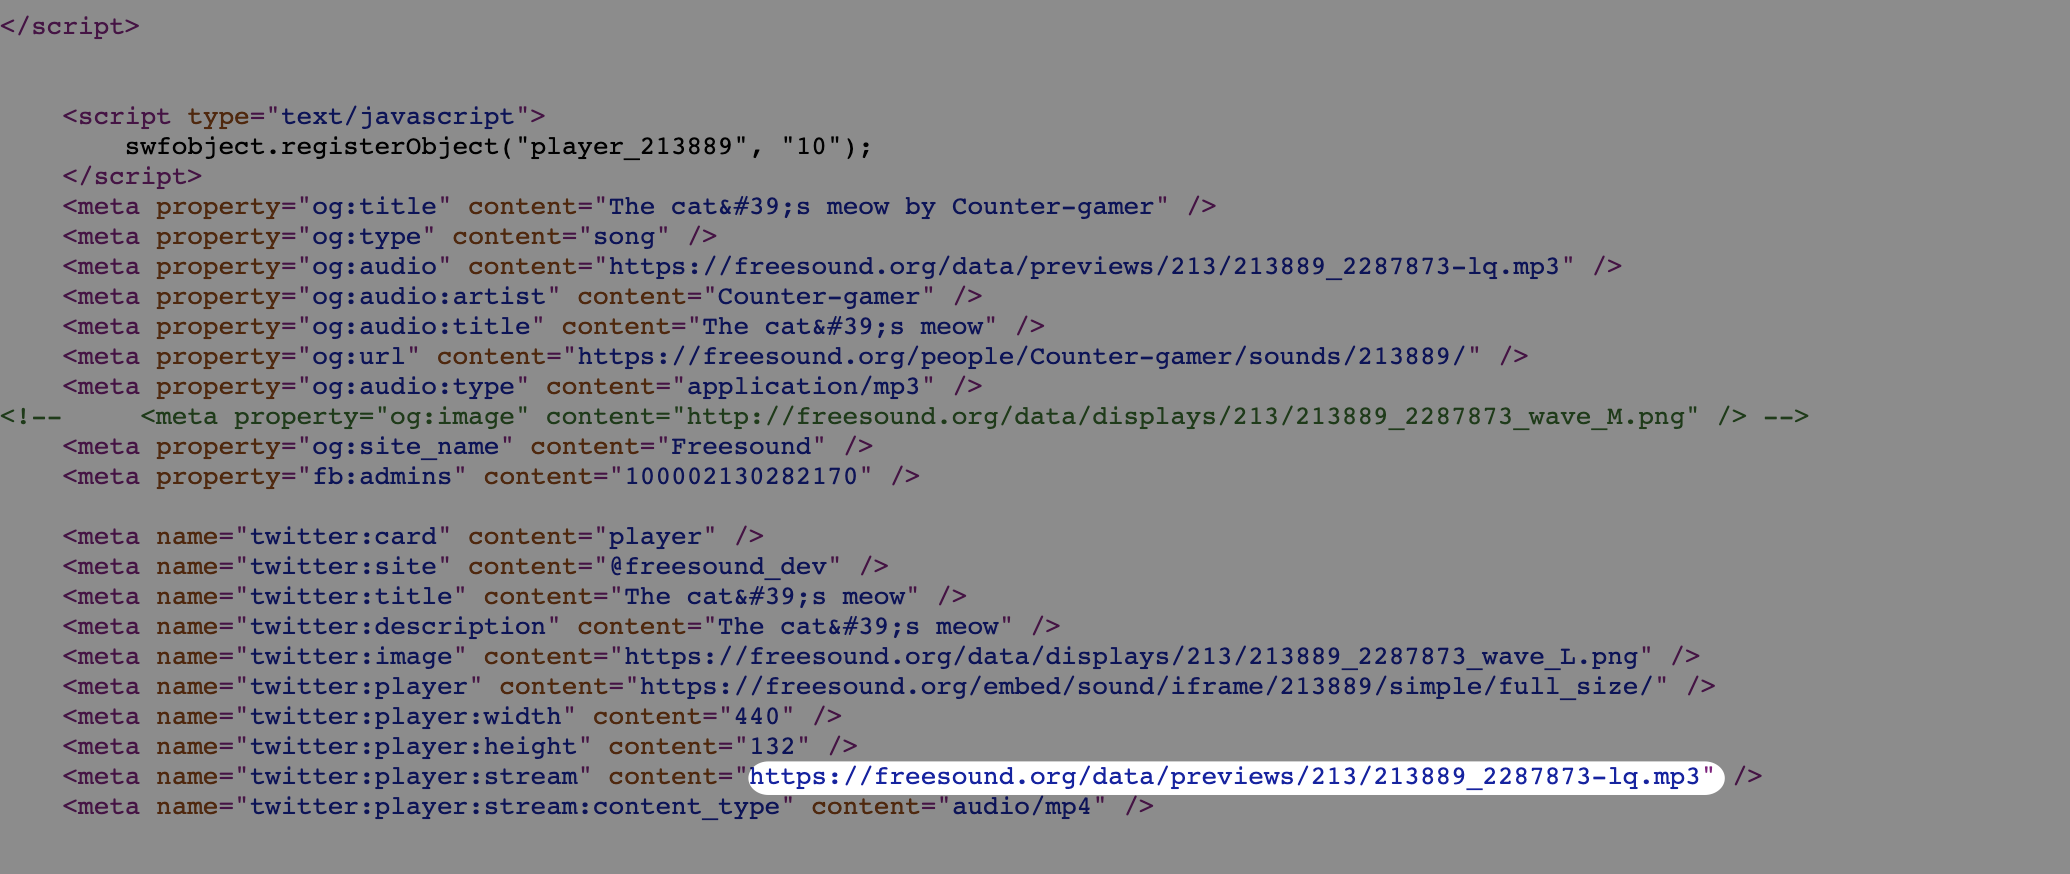 </script>
<script type="text/javascript">
swfobject.registerObject("player_213889", "10");
</script>
<meta property="og:title" content="The cat&#39;s meow by Counter-gamer" />
<meta property="og:type" content="song" />
<meta property="og:audio" content="https://freesound.org/data/previews/213/213889_2287873-lq.mp3" />
<meta property="og:audio:artist" content="Counter-gamer" />
<meta property="og:audio:title" content="The cat&#39;s meow" />
<meta property="og:url" content="https://freesound.org/people/Counter-gamer/sounds/213889/" />
<meta property="og:audio:type" content="application/mp3" />
<!--     <meta property="og:image" content="http://freesound.org/data/displays/213/213889_2287873_wave_M.png" /> -->
<meta property="og:site_name" content="Freesound" />
<meta property="fb:admins" content="100002130282170" />
<meta name="twitter:card" content="player" />
<meta name="twitter:site" content="@freesound_dev" />
<meta name="twitter:title" content="The cat&#39;s meow" />
<meta name="twitter:description" content="The cat&#39;s meow" />
<meta name="twitter:image" content="https://freesound.org/data/displays/213/213889_2287873_wave_L.png" />
<meta name="twitter:player" content="https://freesound.org/embed/sound/iframe/213889/simple/full_size/" />
<meta name="twitter:player:width" content="440" />
<meta name="twitter:player:height" content="132" />
<meta name="twitter:player:stream" content="https://freesound.org/data/previews/213/213889_2287873-lq.mp3" />
<meta name="twitter:player:stream:content_type" content="audio/mp4" />